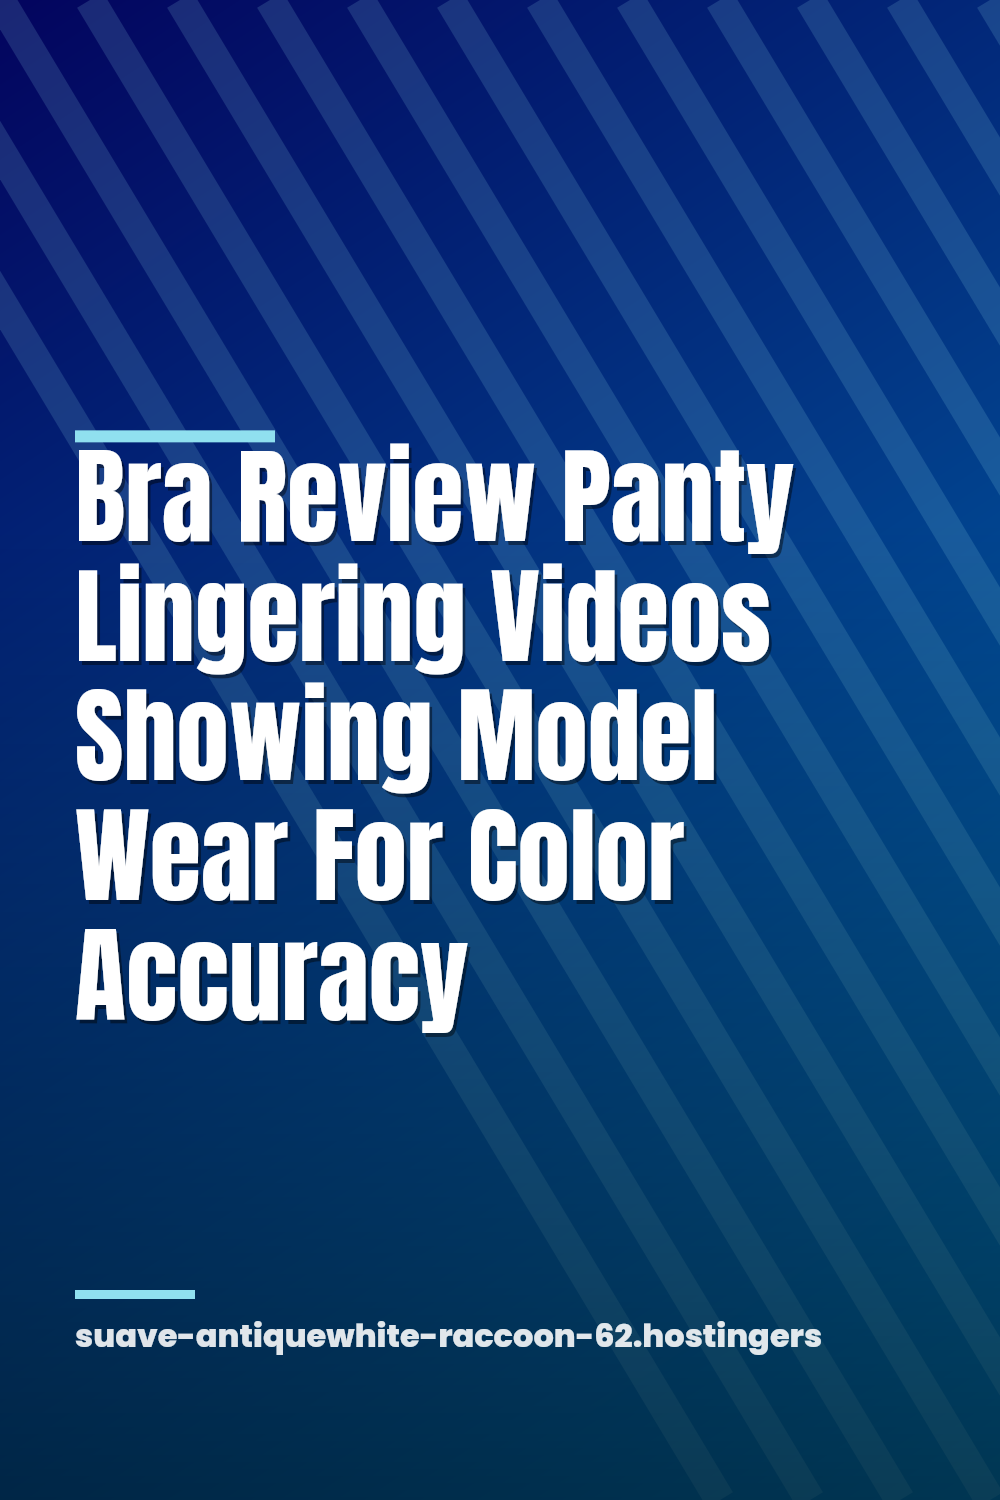 Bra Review Panty
Lingering Videos
Showing Model
Wear For Color
Accuracy
suave-antiquewhite-raccoon-62.hostingers